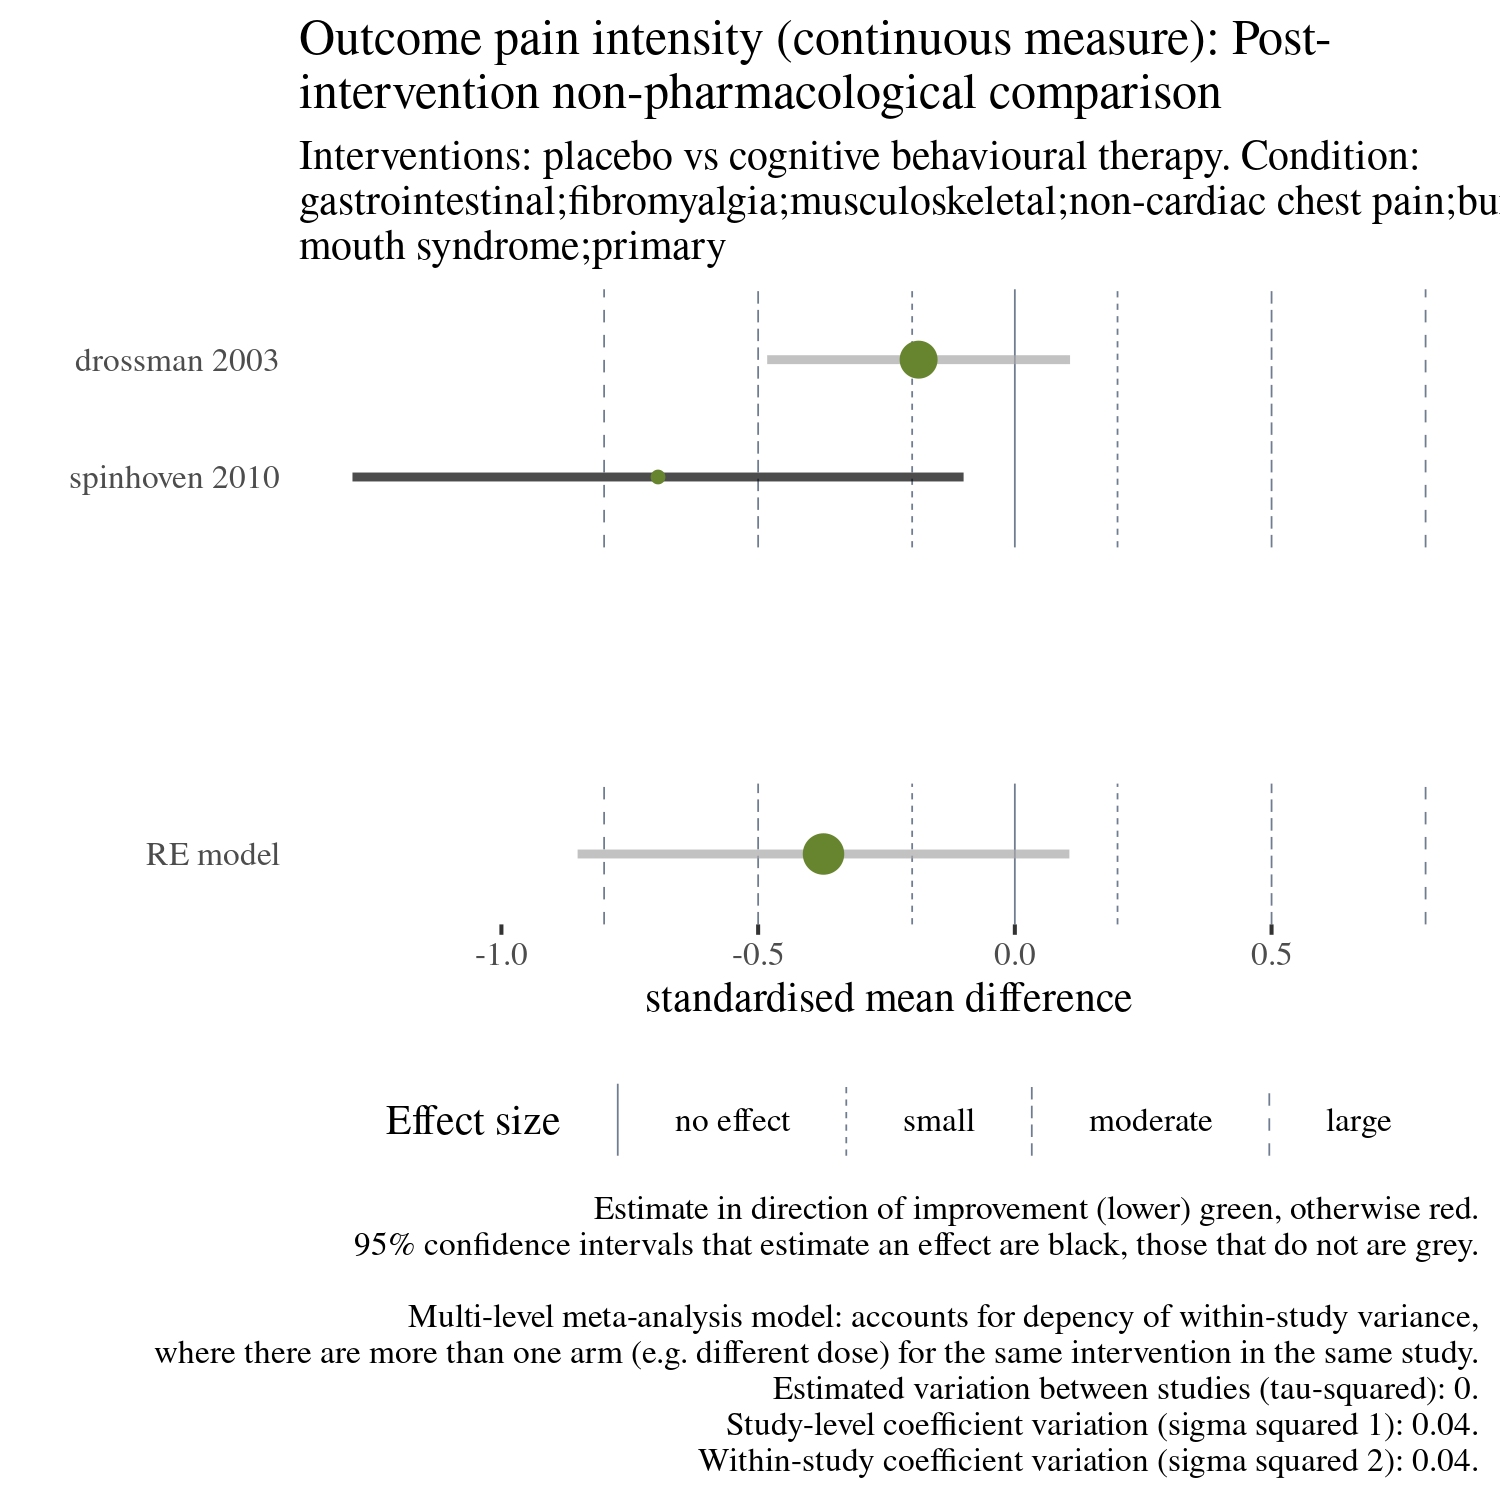 Outcome pain intensity (continuous measure): Post-
intervention non-pharmacological comparison
Interventions: placebo vs cognitive behavioural therapy. Condition:
gastrointestinal;fibromyalgia;musculoskeletal;non-cardiac chest pain;
mouth syndrome;primary
drossman 2003
spinhoven 2010
RE model
-1.0 -0.5 0.0 0.5
standardised mean difference
Effect size no effect small moderate large
Estimate in direction of improvement (lower) green, otherwise red.
95% confidence intervals that estimate an effect are black, those that do not are grey.
Multi-level meta-analysis model: accounts for depency of within-study variance,
where there are more than one arm (e.g. different dose) for the same intervention in the same study.
Estimated variation between studies (tau-squared): 0.
Study-level coefficient variation (sigma squared 1): 0.04.
Within-study coefficient variation (sigma squared 2): 0.04.